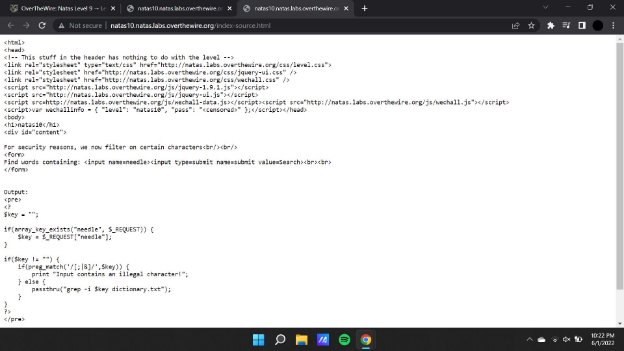 OverTheWire: Natas Level 9 → Le
natas10.natas.labs.overthewire.o
natas10.natas.labs.overthewire.o
Not secure | natas10.natas.labs.overthewire.org/index-source.html
<html>
<head>
<!-- This stuff in the header has nothing to do with the level -->
<link rel="stylesheet" type="text/css" href="http://natas.labs.overthewire.org/css/level.css">
<link rel="stylesheet" href="http://natas.labs.overthewire.org/css/jquery-ui.css" />
<link rel="stylesheet" href="http://natas.labs.overthewire.org/css/wechall.css" />
<script src="http://natas.labs.overthewire.org/js/jquery-1.9.1.js"></script>
<script src="http://natas.labs.overthewire.org/js/jquery-ui.js"></script>
<script src=http://natas.labs.overthewire.org/js/wechall-data.js></script><script src="http://natas.labs.overthewire.org/js/wechall.js"></script>
<script>var wechallinfo = { "level": "natas10", "pass": "<censored>" };</script></head>
<body>
<h1>natas10</h1>
<div id="content">
For security reasons, we now filter on certain characters<br/><br/>
<form>
Find words containing: <input name=needle><input type=submit name=submit value=Search><br><br>
</form>
Output:
<pre>
<?
$key = "";
if(array_key_exists("needle", $_REQUEST)) {
$key = $_REQUEST["needle"];
}
if($key != "") {
if(preg_match('/[;|&]/',$key)) {
print "Input contains an illegal character!";
} else {
passthru("grep -i $key dictionary.txt");
}
}
?>
</pre>
10:22 PM
6/1/2022